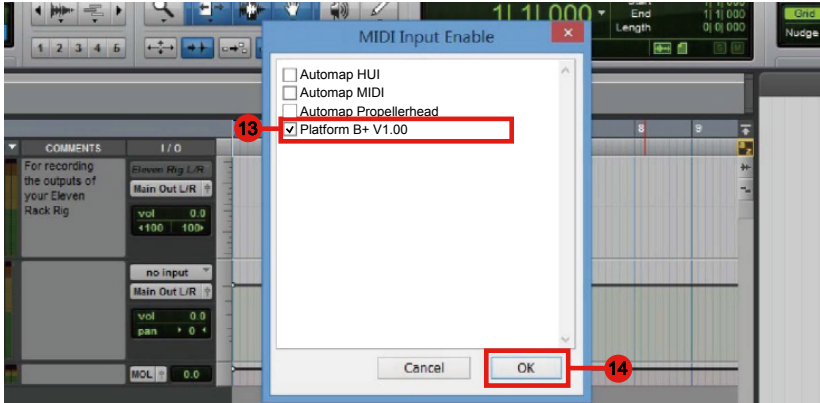 1| 1| 000
End
1| 1| 000
Length
0| 0| 000
Grid
Nudge
1 2 3 4 5
MIDI Input Enable
Automap HUI
Automap MIDI
Automap Propellerhead
13
Platform B+ V1.00
8
9
COMMENTS
I / O
For recording
the outputs of
your Eleven
Rack Rig
Eleven Rig L/R
Main Out L/R
vol 0.0
100 100
no input
Main Out L/R
vol 0.0
pan 0
MOL 0.0
Cancel
OK
14